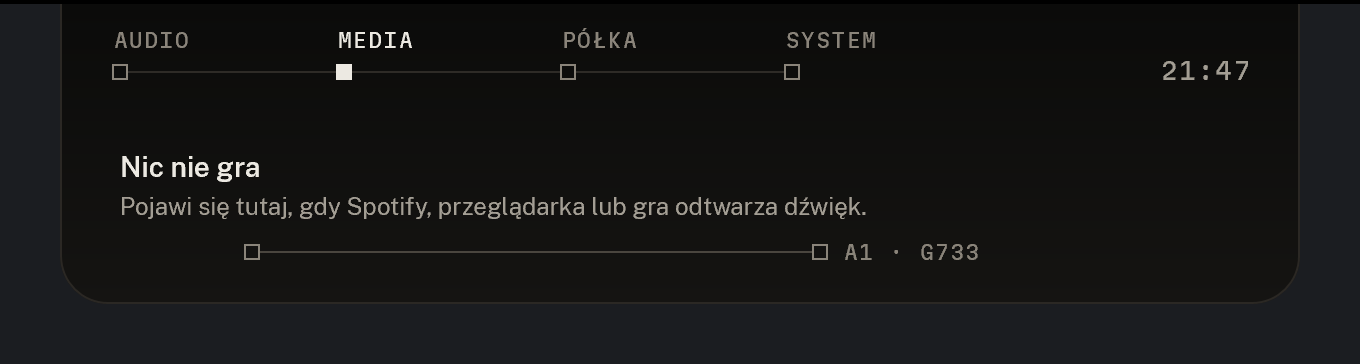 AUDIO MEDIA PÓŁKA SYSTEM
21:47
Nic nie gra
Pojawi się tutaj, gdy Spotify, przeglądarka lub gra odtwarza dźwięk.
A1 · G733